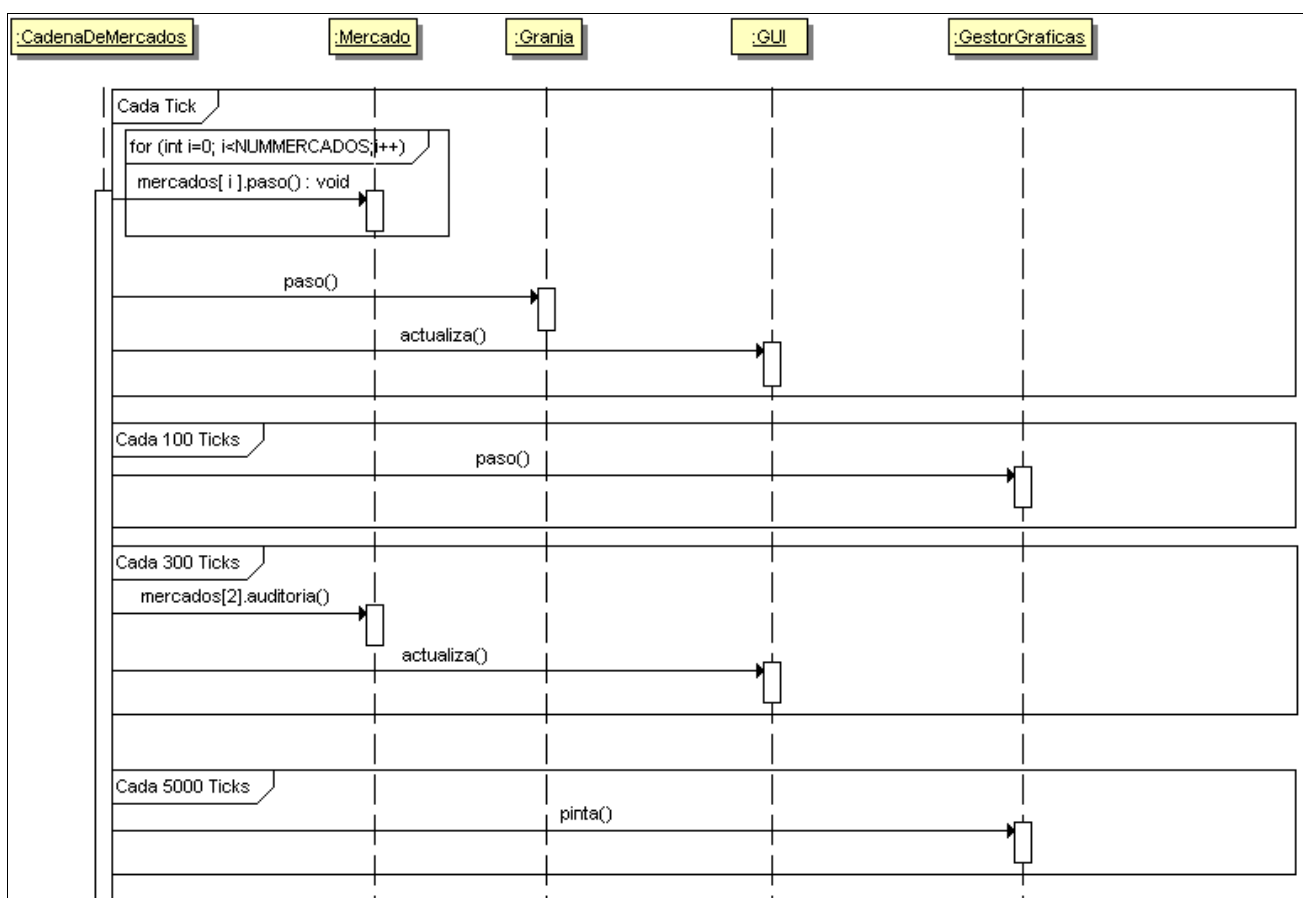 :CadenaDeMercados
:Mercado
:Granja
:GUI
:GestorGraficas
Cada Tick
for (int i=0; i<NUMMERCADOS;i++)
mercados[ i ].paso() : void
paso()
actualiza()
Cada 100 Ticks
paso()
Cada 300 Ticks
mercados[2].auditoria()
actualiza()
Cada 5000 Ticks
pinta()